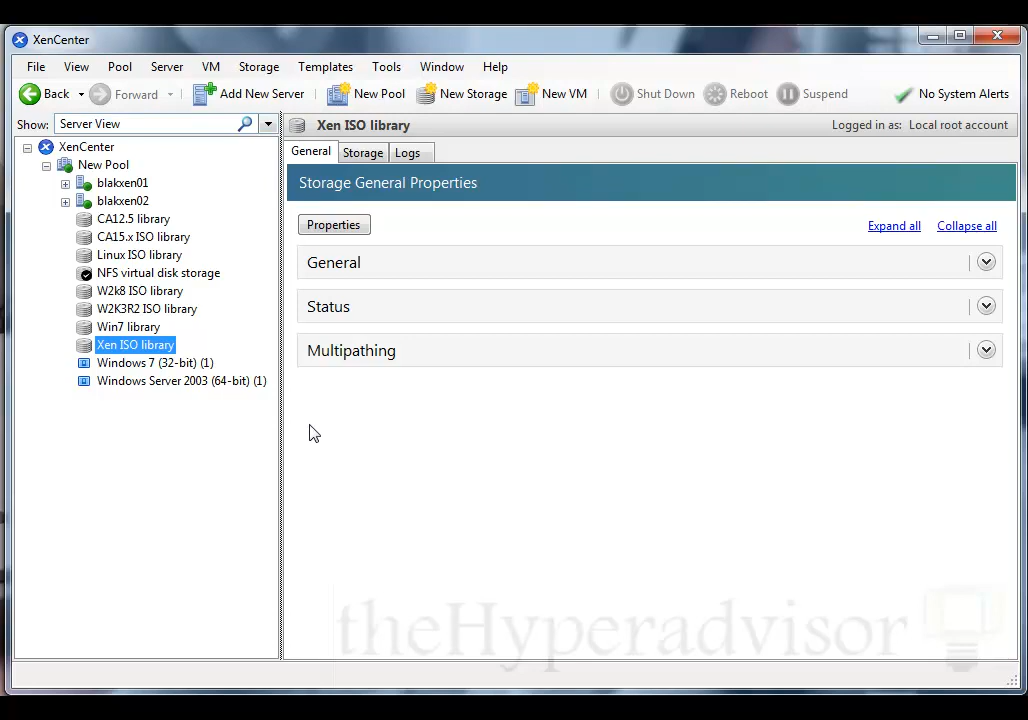 XenCenter
File View Pool Server VM Storage Templates Tools Window Help
Back Forward Add New Server New Pool New Storage New VM Shut Down Reboot Suspend No System Alerts
Show: Server View
Xen ISO library Logged in as: Local root account
XenCenter
New Pool
blakxen01
blakxen02
CA12.5 library
CA15.x ISO library
Linux ISO library
NFS virtual disk storage
W2k8 ISO library
W2K3R2 ISO library
Win7 library
Xen ISO library
Windows 7 (32-bit) (1)
Windows Server 2003 (64-bit) (1)
General Storage Logs
Storage General Properties
Properties Expand all Collapse all
General
Status
Multipathing
theHyperadvisor